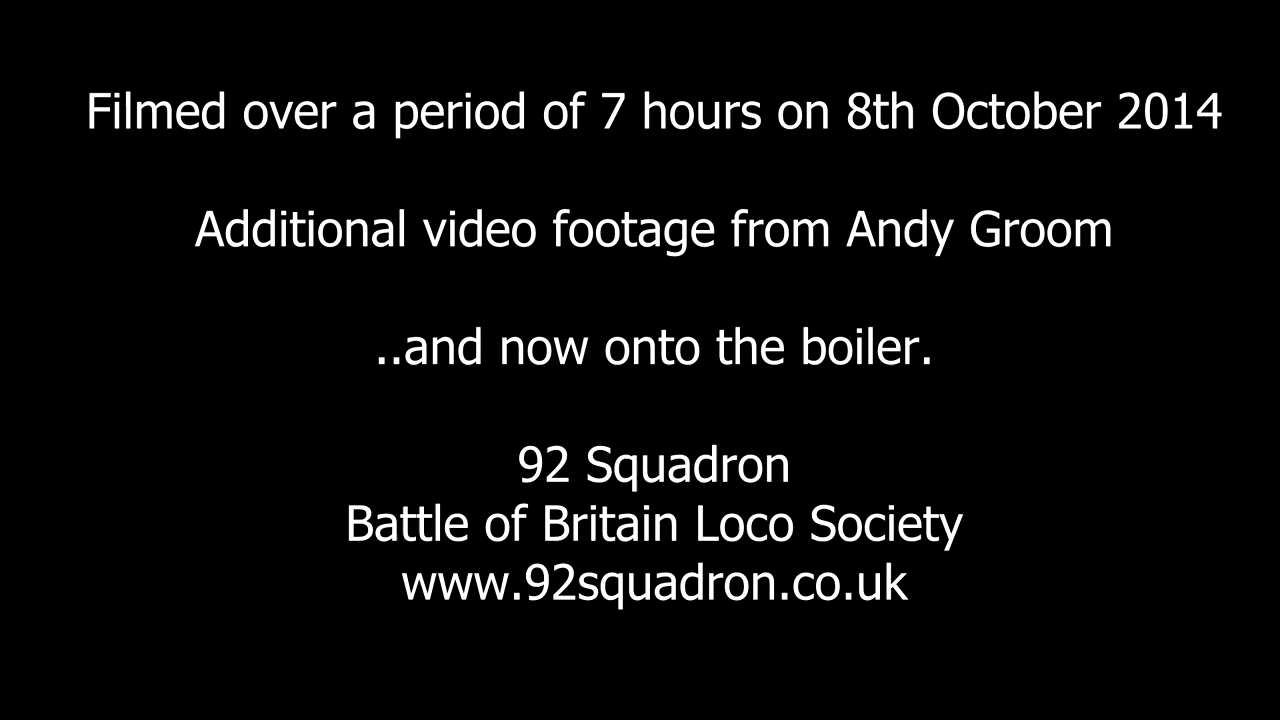 Filmed over a period of 7 hours on 8th October 2014
Additional video footage from Andy Groom
..and now onto the boiler.
92 Squadron
Battle of Britain Loco Society
www.92squadron.co.uk